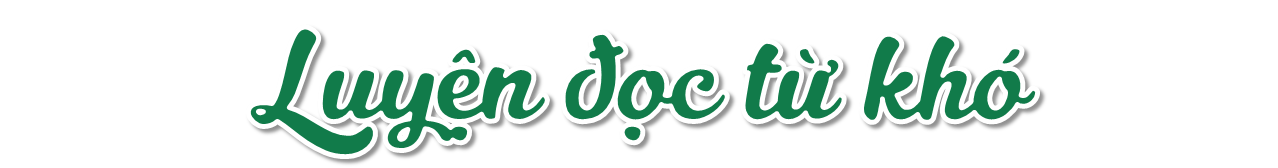 Luyện đọc từ khó